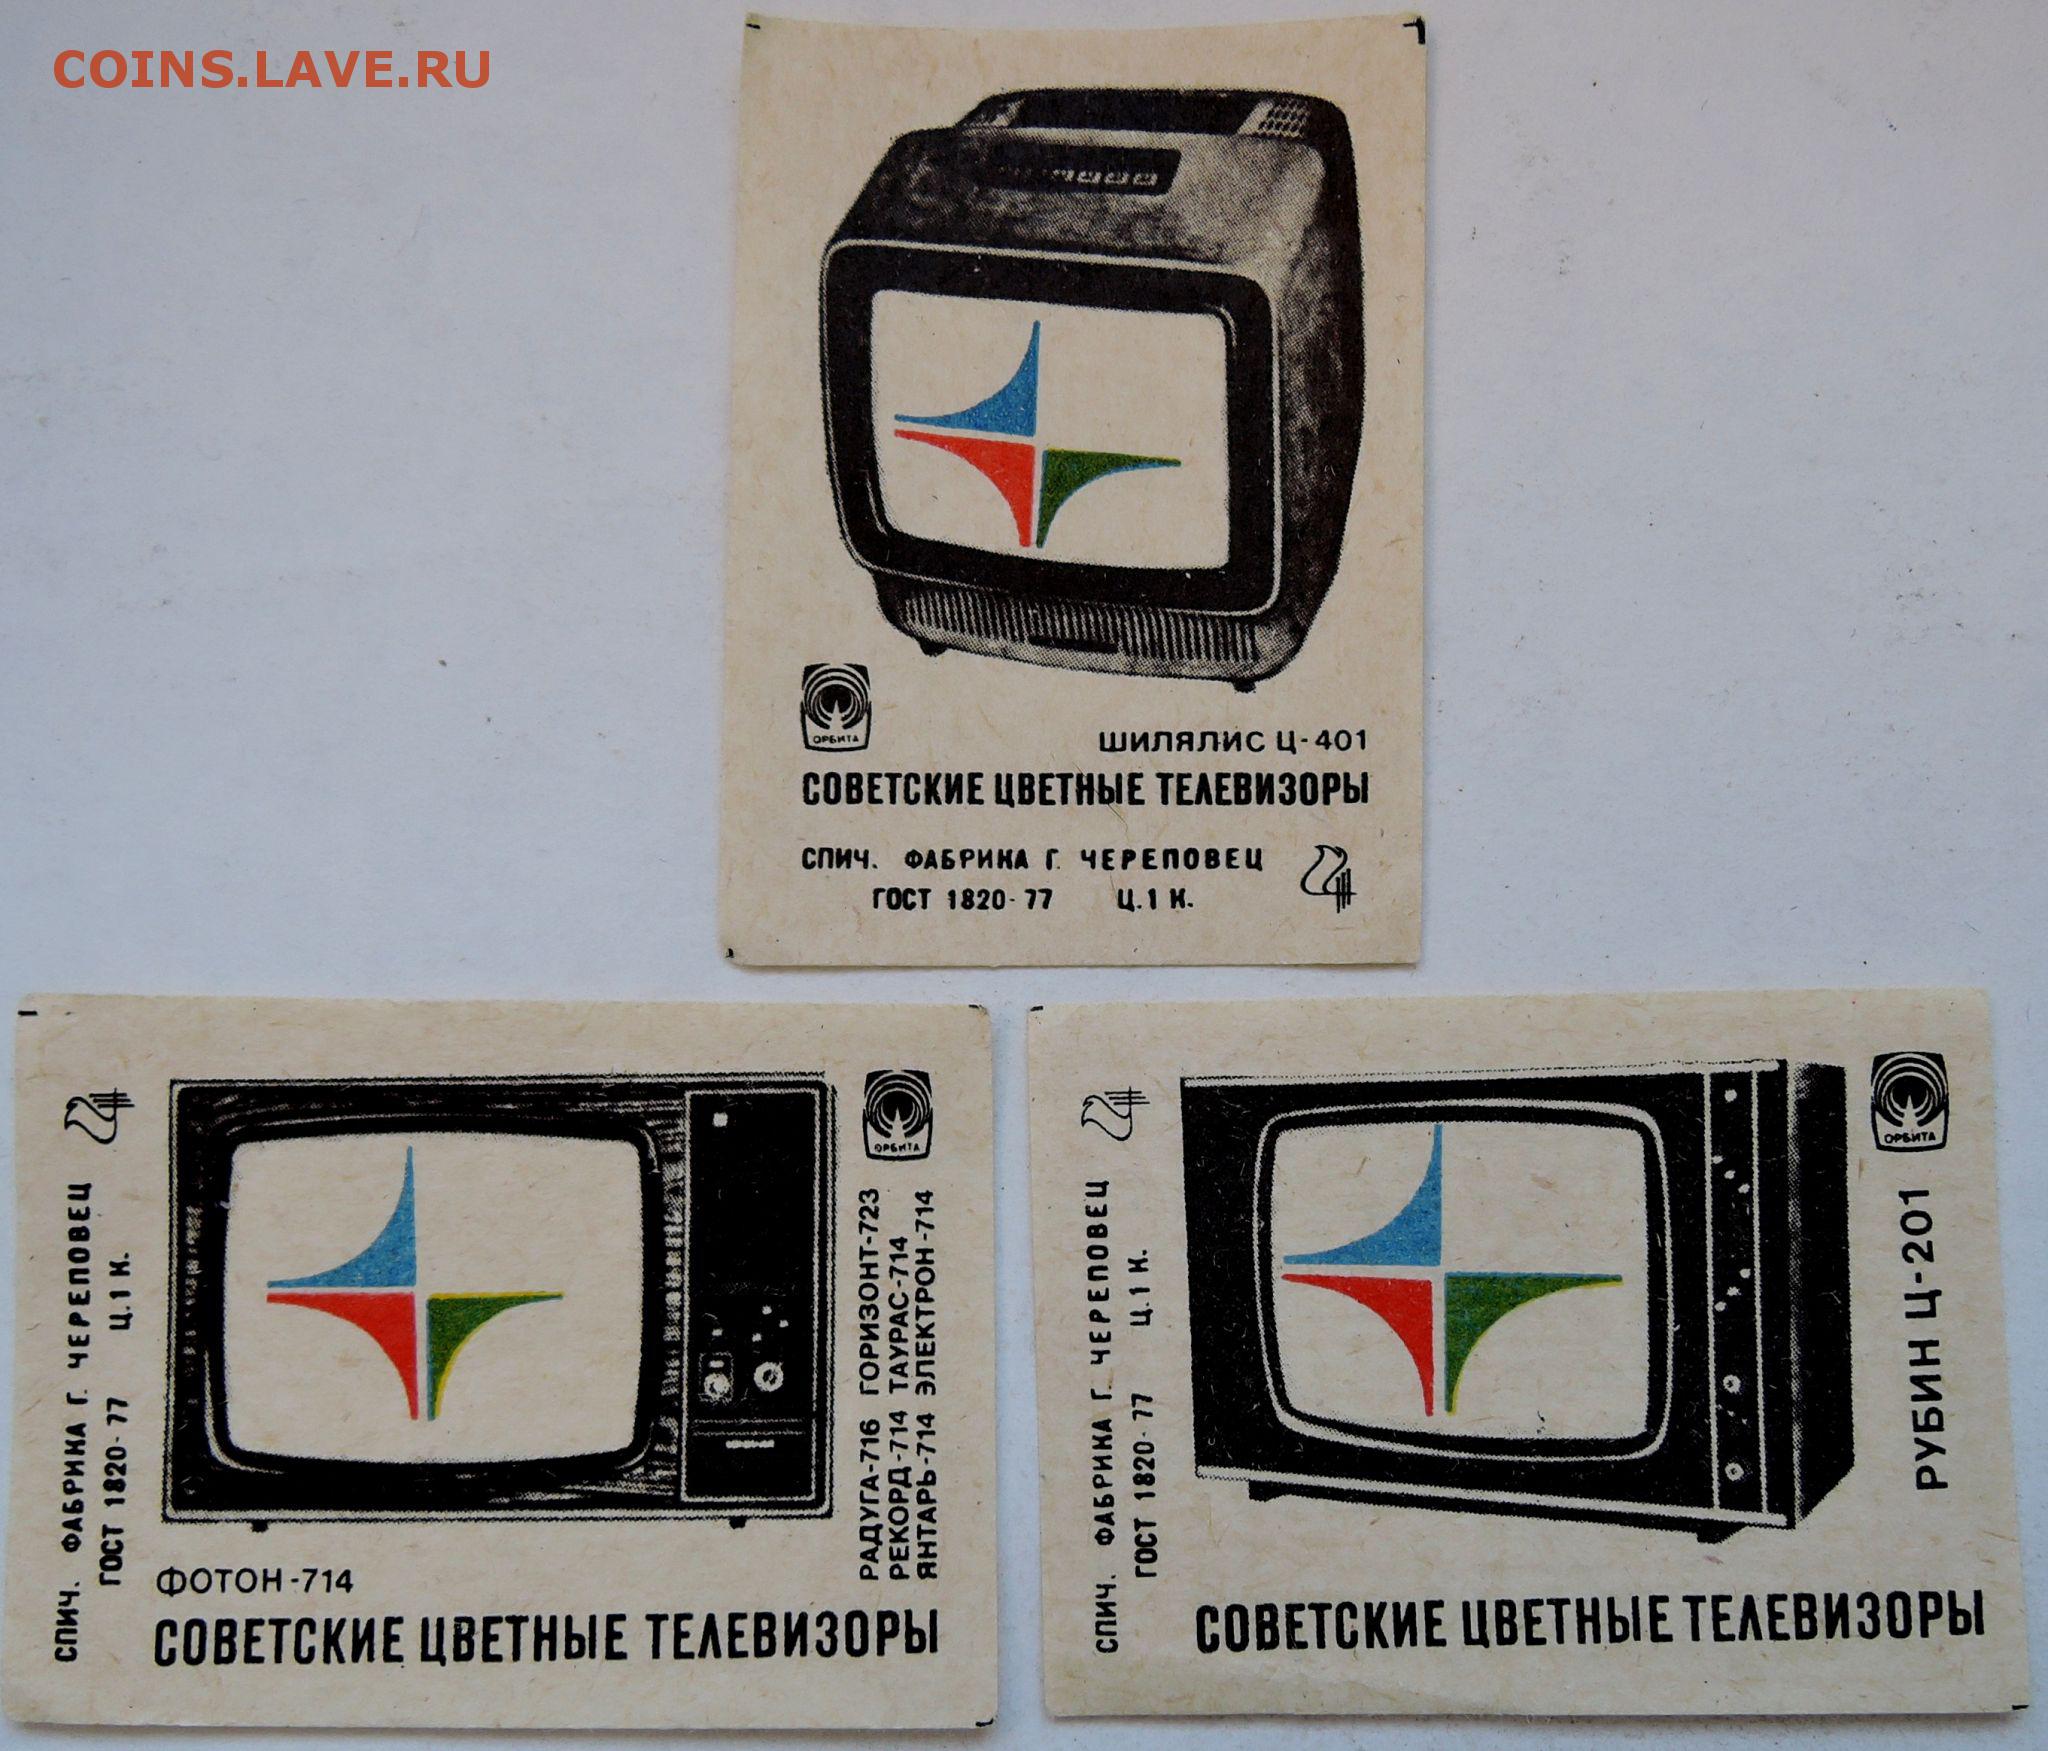 COINS.LAVE.RU
ОРБИТА
ШИЛЯЛИС Ц-401
СОВЕТСКИЕ ЦВЕТНЫЕ ТЕЛЕВИЗОРЫ
СПИЧ. ФАБРИКА Г. ЧЕРЕПОВЕЦ
ГОСТ 1820-77 Ц.1 К.
СПИЧ. ФАБРИКА Г. ЧЕРЕПОВЕЦ
ГОСТ 1820-77 Ц.1 К.
ОРБИТА
РАДУГА-716 ГОРИЗОНТ-723
РЕКОРД-714 ТАУРАС-714
ЯНТАРЬ-714 ЭЛЕКТРОН-714
ФОТОН-714
СОВЕТСКИЕ ЦВЕТНЫЕ ТЕЛЕВИЗОРЫ
СПИЧ. ФАБРИКА Г. ЧЕРЕПОВЕЦ
ГОСТ 1820-77 Ц.1 К.
ОРБИТА
РУБИН Ц-201
СОВЕТСКИЕ ЦВЕТНЫЕ ТЕЛЕВИЗОРЫ